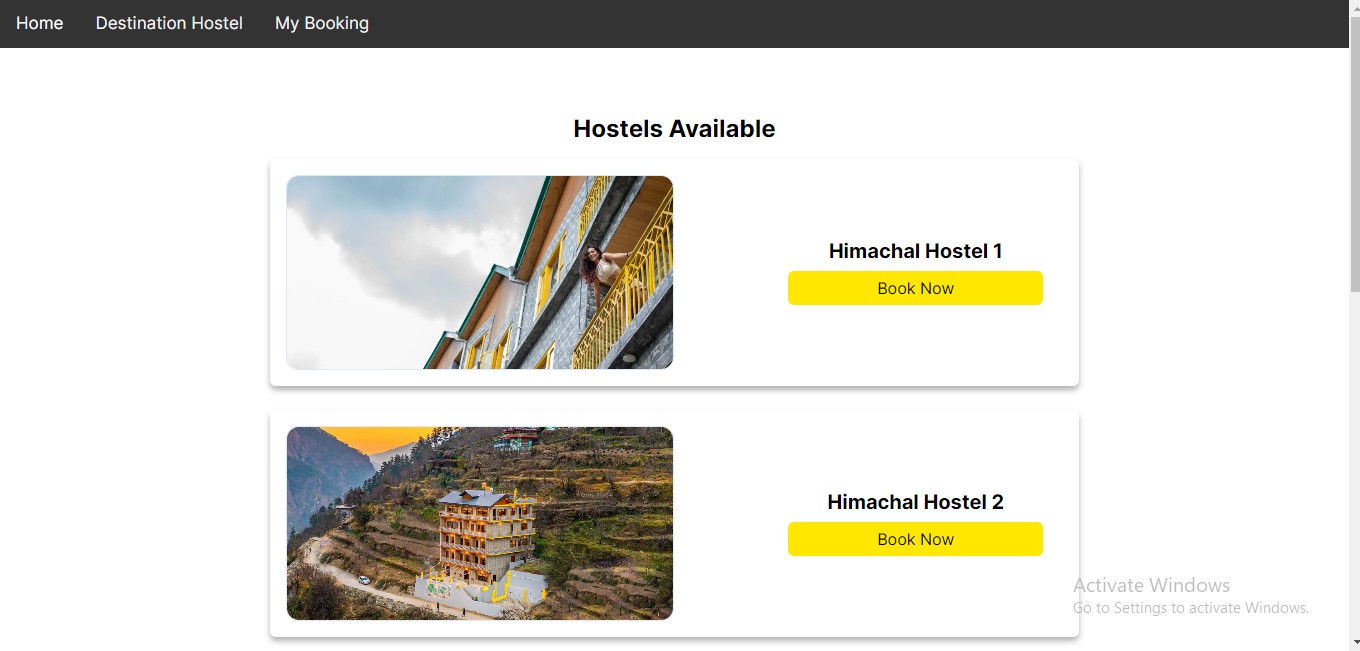 Home Destination Hostel My Booking
Hostels Available
Himachal Hostel 1
Book Now
Himachal Hostel 2
Book Now
Activate Windows
Go to Settings to activate Windows.